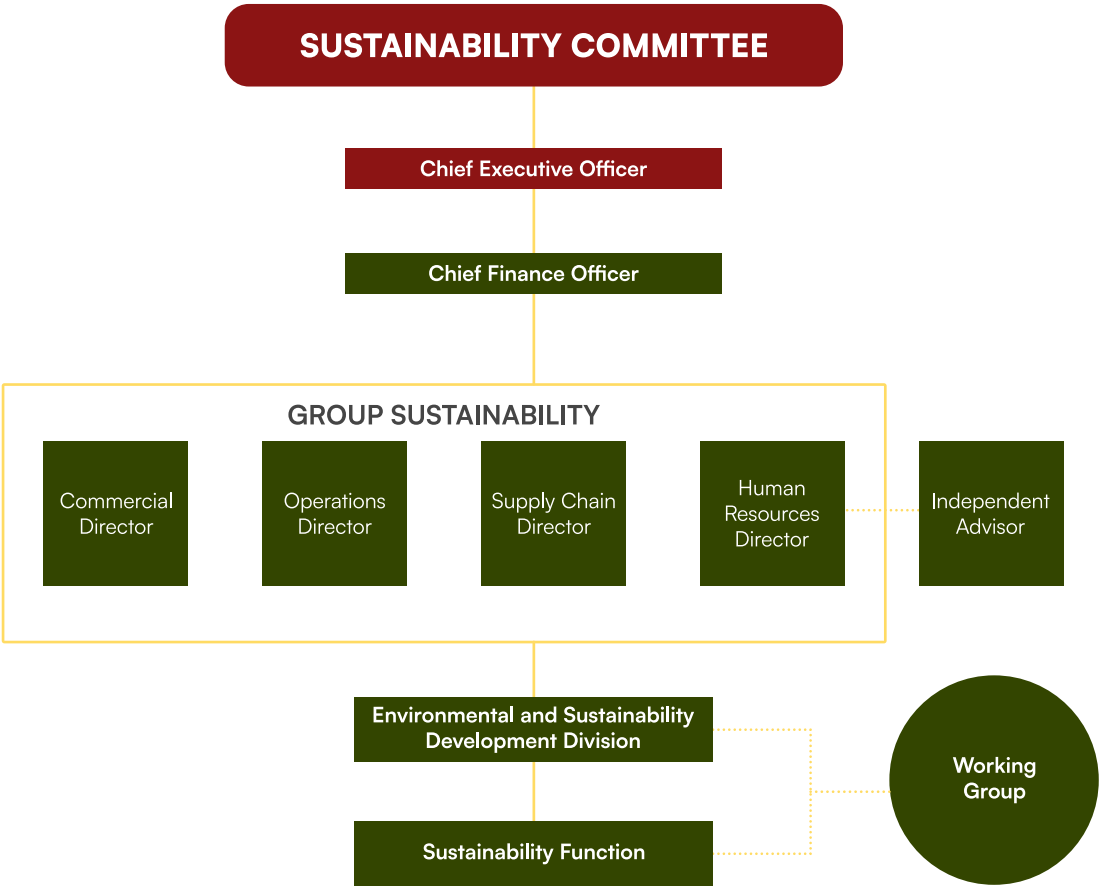 SUSTAINABILITY COMMITTEE
Chief Executive Officer
Chief Finance Officer
GROUP SUSTAINABILITY
Commercial
Director
Operations
Director
Supply Chain
Director
Human
Resources
Director
Independent
Advisor
Environmental and Sustainability
Development Division
Working
Group
Sustainability Function